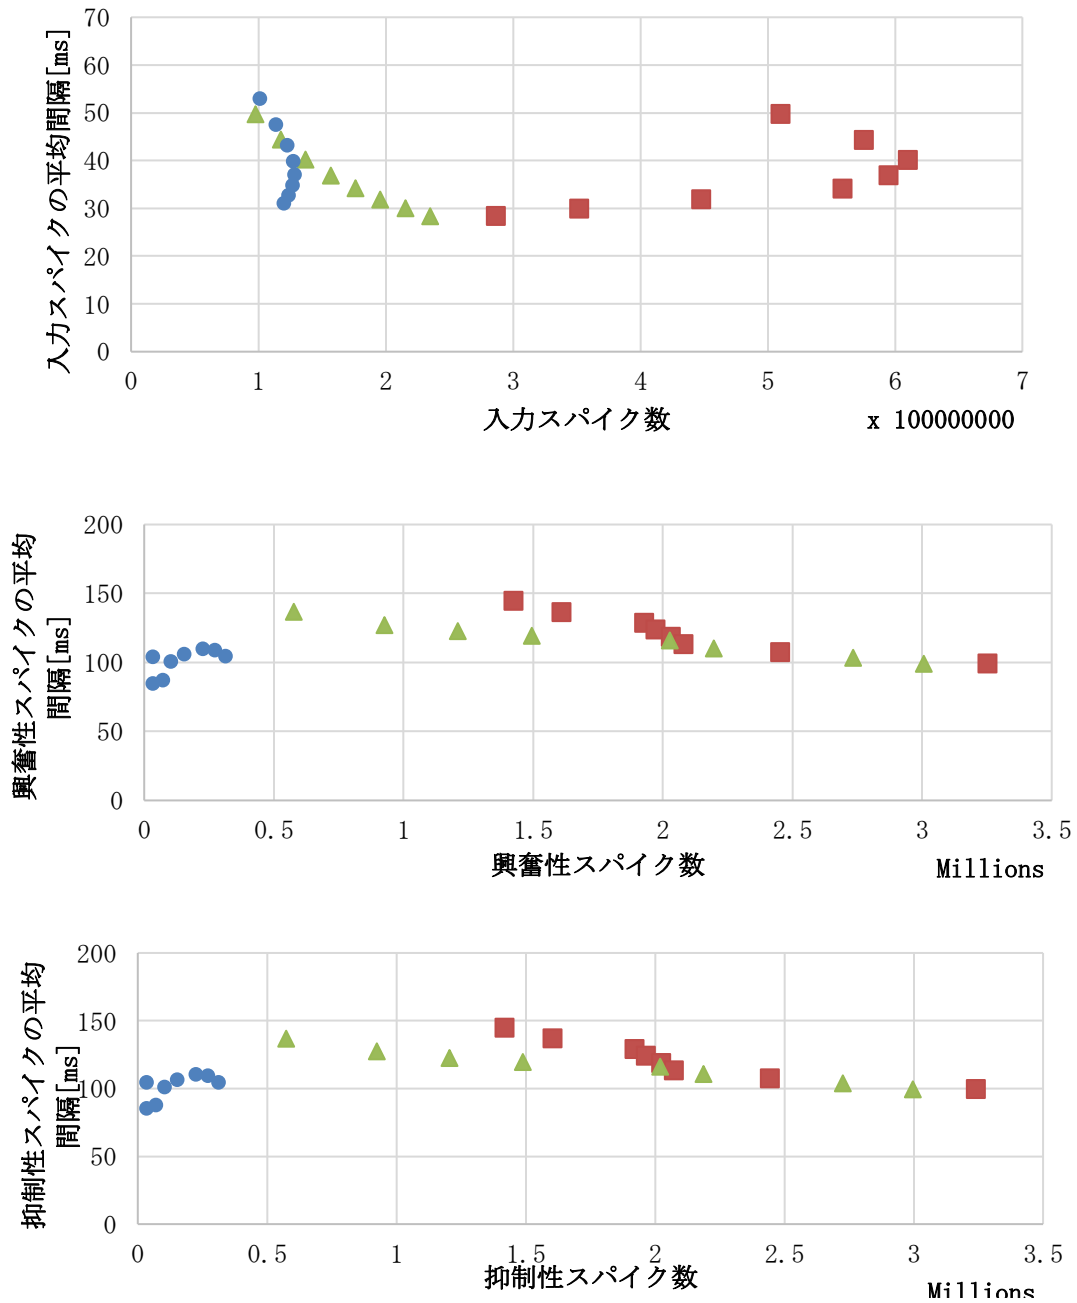 入力スパイクの平均間隔[ms]
70
60
50
40
30
20
10
0
0 1 2 3 4 5 6 7
入力スパイク数
x 100000000
興奮性スパイクの平均
間隔[ms]
200
150
100
50
0
0 0.5 1 1.5 2 2.5 3 3.5
興奮性スパイク数
Millions
抑制性スパイクの平均
間隔[ms]
200
150
100
50
0
0 0.5 1 1.5 2 2.5 3 3.5
抑制性スパイク数
Millions